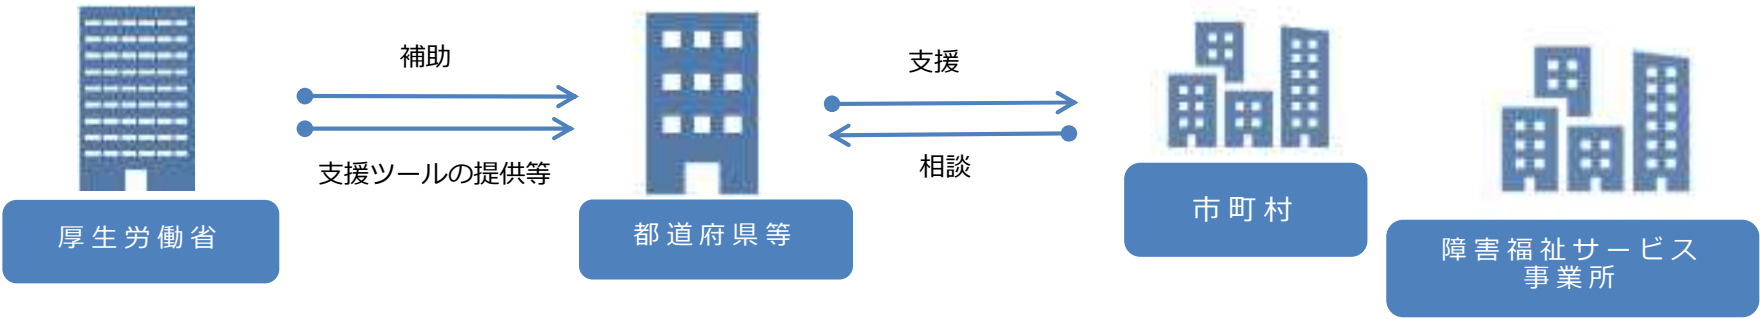 補助
支援ツールの提供等
支援
相談
厚生労働省
都道府県等
市町村
障害福祉サービス
事業所